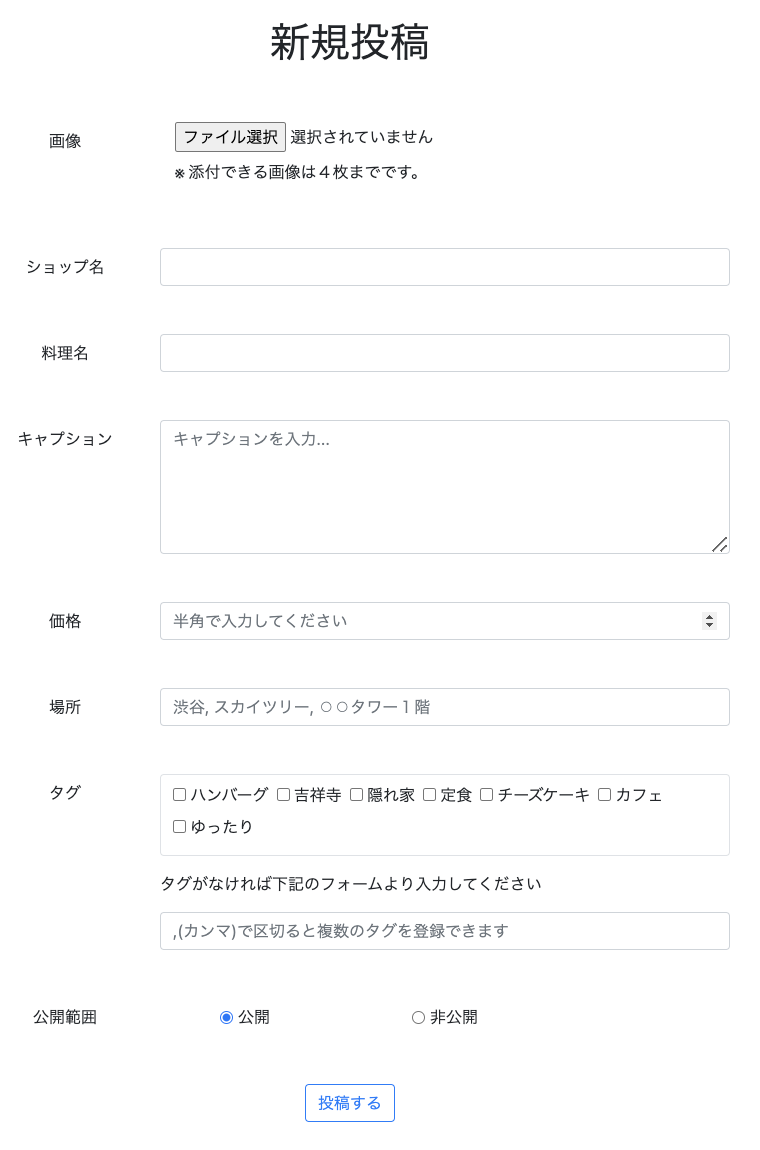 新規投稿
画像 ファイル選択 選択されていません
※ 添付できる画像は４枚までです。
ショップ名
料理名
キャプション キャプションを入力...
価格 半角で入力してください
場所 渋谷, スカイツリー, ○○タワー１階
タグ ハンバーグ 吉祥寺 隠れ家 定食 チーズケーキ カフェ
ゆったり
タグがなければ下記のフォームより入力してください
,(カンマ)で区切ると複数のタグを登録できます
公開範囲 公開 非公開
投稿する